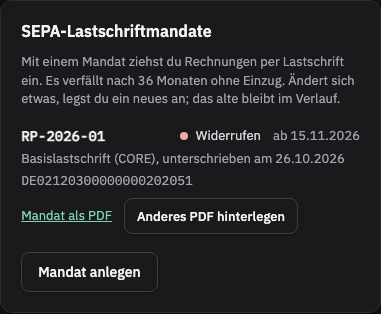 SEPA-Lastschriftmandate
Mit einem Mandat ziehst du Rechnungen per Lastschrift
ein. Es verfällt nach 36 Monaten ohne Einzug. Ändert sich
etwas, legst du ein neues an; das alte bleibt im Verlauf.
RP-2026-01 Widerrufen ab 15.11.2026
Basislastschrift (CORE), unterschrieben am 26.10.2026
DE02120300000000202051
Mandat als PDF Anderes PDF hinterlegen
Mandat anlegen